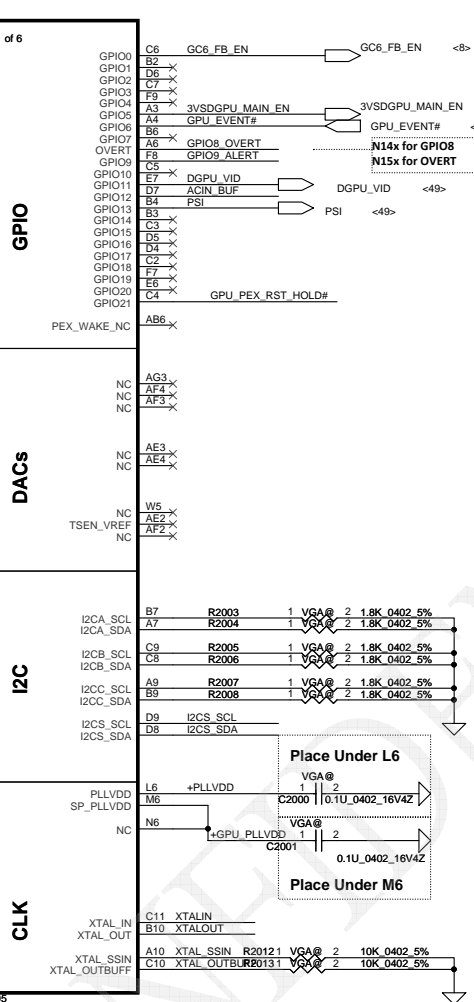 of 6
GPIO0 C6 GC6_FB_EN GC6_FB_EN <8>
GPIO1 B2
GPIO2 D6
GPIO3 C7
GPIO4 F9
GPIO5 A3 3VSDGPU_MAIN_EN 3VSDGPU_MAIN_EN
GPIO6 A4 GPU_EVENT# GPU_EVENT#
GPIO7 B6
OVERT A6 GPIO8_OVERT N14x for GPIO8
GPIO9 F8 GPIO9_ALERT N15x for OVERT
GPIO10 C5
GPIO11 E7 DGPU_VID DGPU_VID <49>
GPIO12 D7 ACIN_BUF
GPIO13 B4 PSI PSI <49>
GPIO14 B3
GPIO15 C3
GPIO16 D5
GPIO17 D4
GPIO18 C2
GPIO19 F7
GPIO20 E6
GPIO21 C4 GPU_PEX_RST_HOLD#
GPIO
PEX_WAKE_NC AB6
NC AG3
NC AF4
NC AF3
NC AE3
NC AE4
DACs
NC W5
TSEN_VREF AE2
NC AF2
I2CA_SCL B7 R2003 1 VGA@ 2 1.8K_0402_5%
I2CA_SDA A7 R2004 1 VGA@ 2 1.8K_0402_5%
I2CB_SCL C9 R2005 1 VGA@ 2 1.8K_0402_5%
I2CB_SDA C8 R2006 1 VGA@ 2 1.8K_0402_5%
I2C
I2CC_SCL A9 R2007 1 VGA@ 2 1.8K_0402_5%
I2CC_SDA B9 R2008 1 VGA@ 2 1.8K_0402_5%
I2CS_SCL D9 I2CS_SCL
I2CS_SDA D8 I2CS_SDA
Place Under L6
VGA@
PLLVDD L6 +PLLVDD 1 2
SP_PLLVDD M6 C2000 0.1U_0402_16V4Z
VGA@
NC N6 +GPU_PLLVDD 1 2
C2001 0.1U_0402_16V4Z
Place Under M6
CLK
XTAL_IN C11 XTALIN
XTAL_OUT B10 XTALOUT
XTAL_SSIN A10 XTAL_SSIN R2012 1 VGA@ 2 10K_0402_5%
XTAL_OUTBUFF C10 XTAL_OUTBUFF R2013 1 VGA@ 2 10K_0402_5%